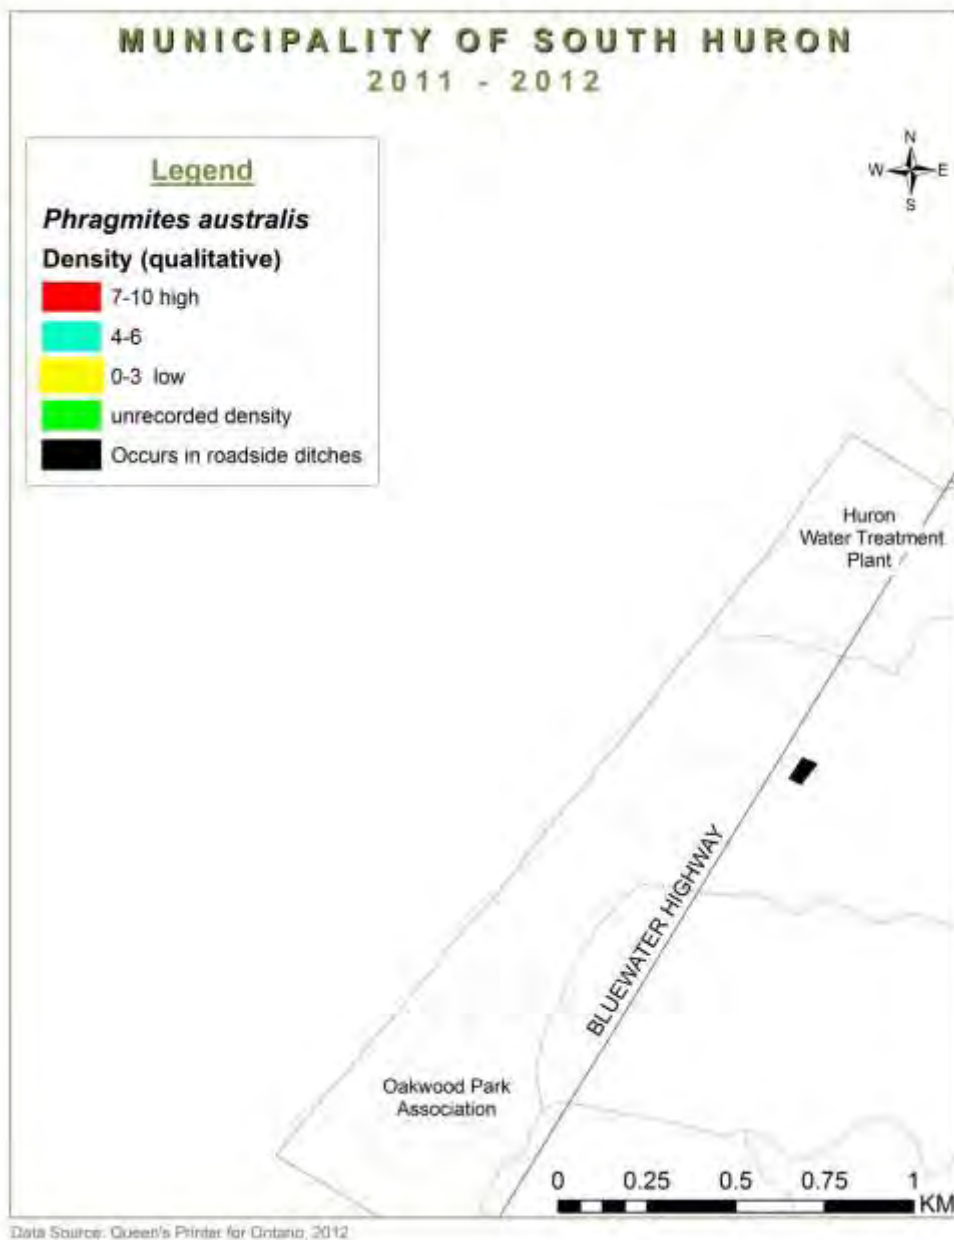 MUNICIPALITY OF SOUTH HURON
2011 - 2012
Legend
Phragmites australis
Density (qualitative)
7-10 high
4-6
0-3 low
unrecorded density
Occurs in roadside ditches
N
W E
S
Huron
Water Treatment
Plant
BLUEWATER HIGHWAY
Oakwood Park
Association
0 0.25 0.5 0.75 1
KM
Data Source: Queen's Printer for Ontario, 2012